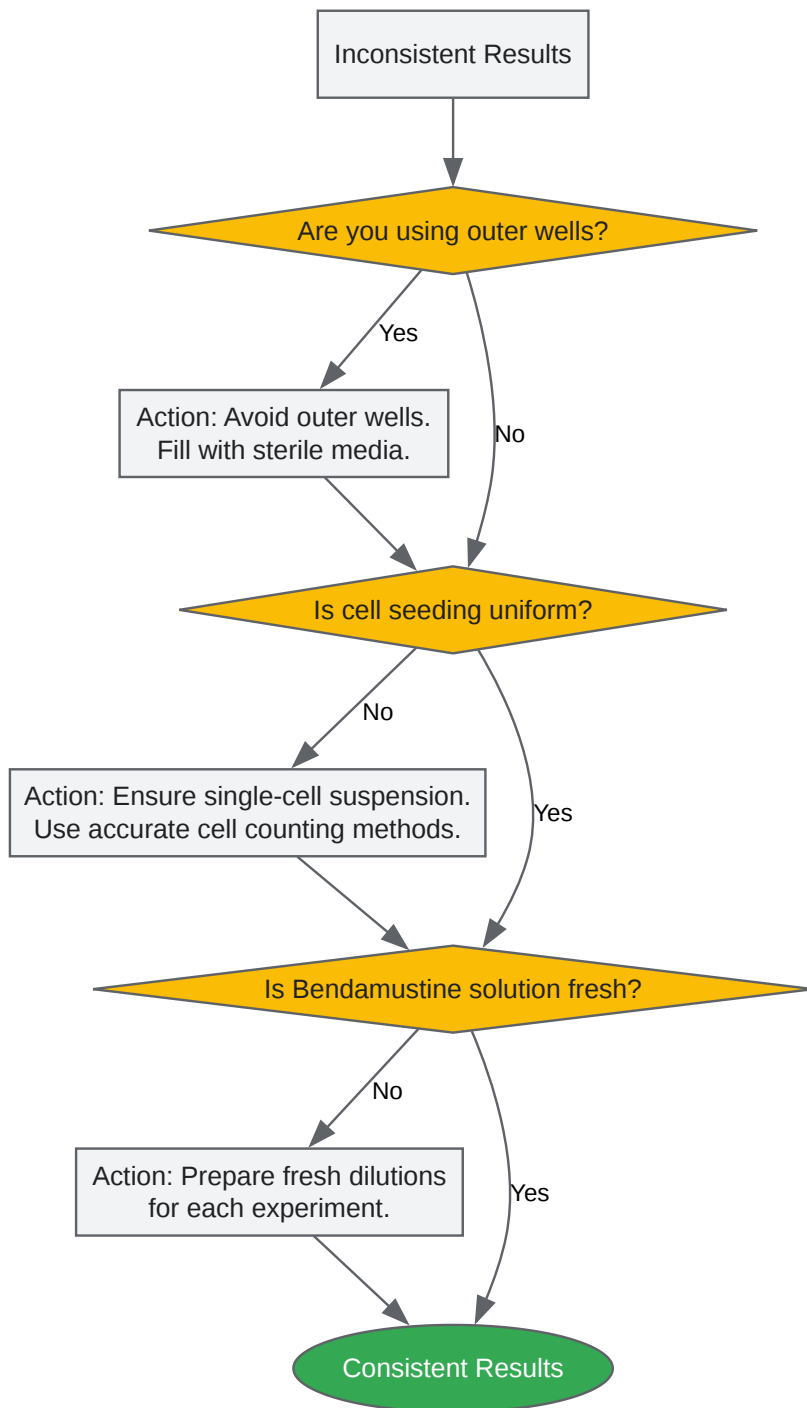 Inconsistent Results
Are you using outer wells?
Yes
No
Action: Avoid outer wells.
Fill with sterile media.
Is cell seeding uniform?
No
Yes
Action: Ensure single-cell suspension.
Use accurate cell counting methods.
Is Bendamustine solution fresh?
No
Yes
Action: Prepare fresh dilutions
for each experiment.
Consistent Results